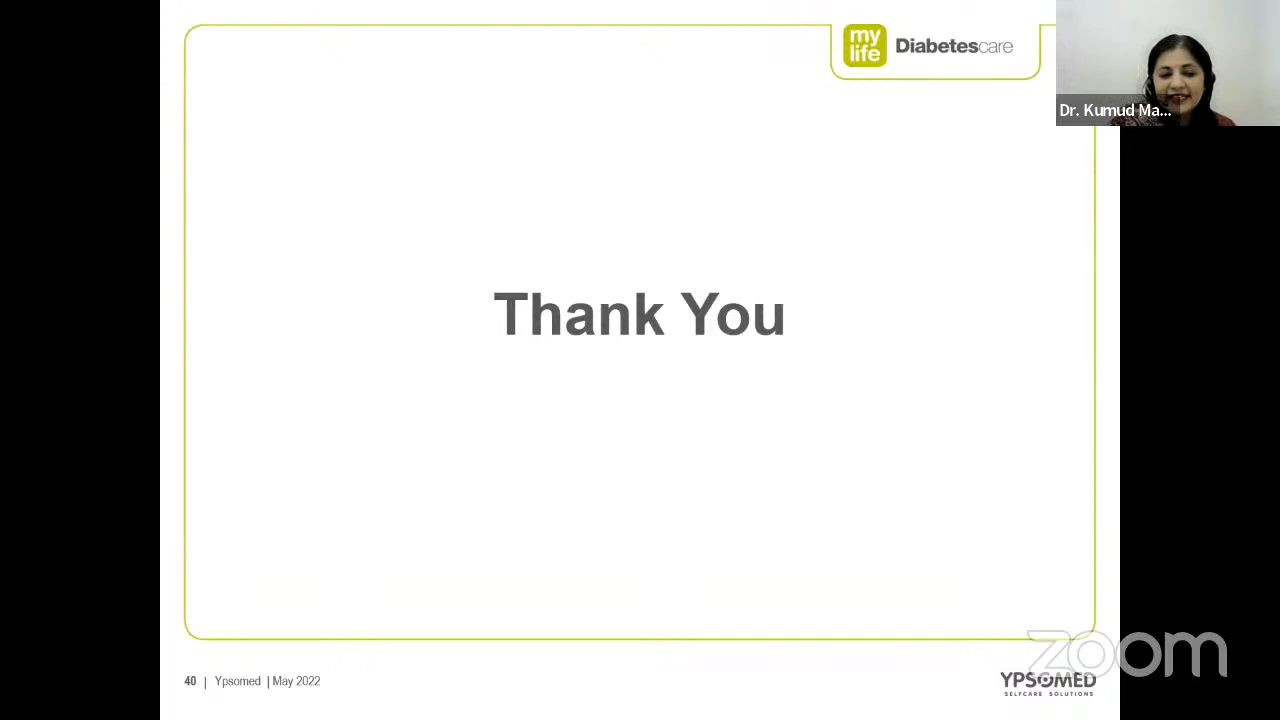 my
life
Diabetescare
Dr. Kumud Ma...
Thank You
40 | Ypsomed | May 2022
YPSOMED
SELFCARE SOLUTIONS
zoom